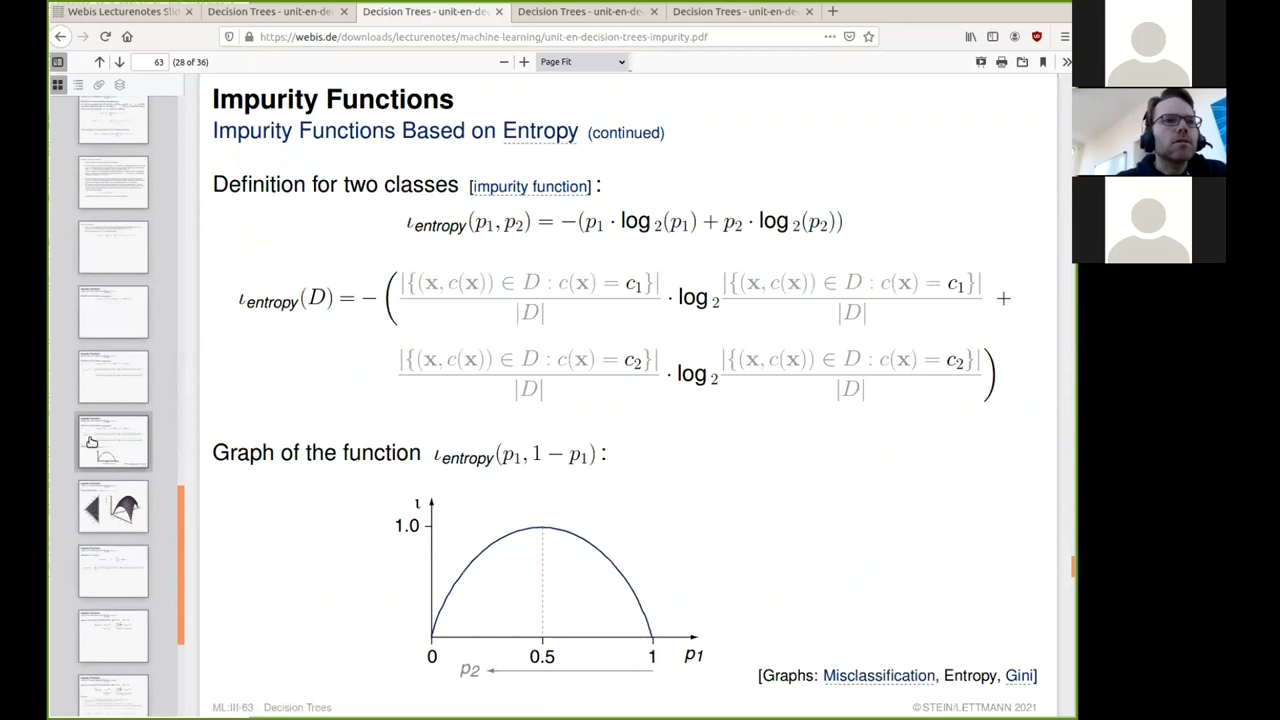 Webis Lecturenotes Slid
Decision Trees - unit-en-de
Decision Trees - unit-en-de
Decision Trees - unit-en-de
Decision Trees - unit-en-de
https://webis.de/downloads/lecturenotes/machine-learning/unit-en-decision-trees-impurity.pdf
63 (28 of 36)
Page Fit
Impurity Functions
Impurity Functions Based on Entropy (continued)
Definition for two classes [impurity function] :
ι_entropy(p₁, p₂) = −(p₁ · log₂(p₁) + p₂ · log₂(p₂))
ι_entropy(D) = − ( |{(x, c(x)) ∈ D : c(x) = c₁}| / |D| · log₂ |{(x, c(x)) ∈ D : c(x) = c₁}| / |D| +
|{(x, c(x)) ∈ D : c(x) = c₂}| / |D| · log₂ |{(x, c(x)) ∈ D : c(x) = c₂}| / |D| )
Graph of the function ι_entropy(p₁, 1 − p₁) :
ι
1.0
0 0.5 1 p1
p2
[Graphs: Misclassification, Entropy, Gini]
ML:III-63 Decision Trees © STEIN/LETTMANN 2021